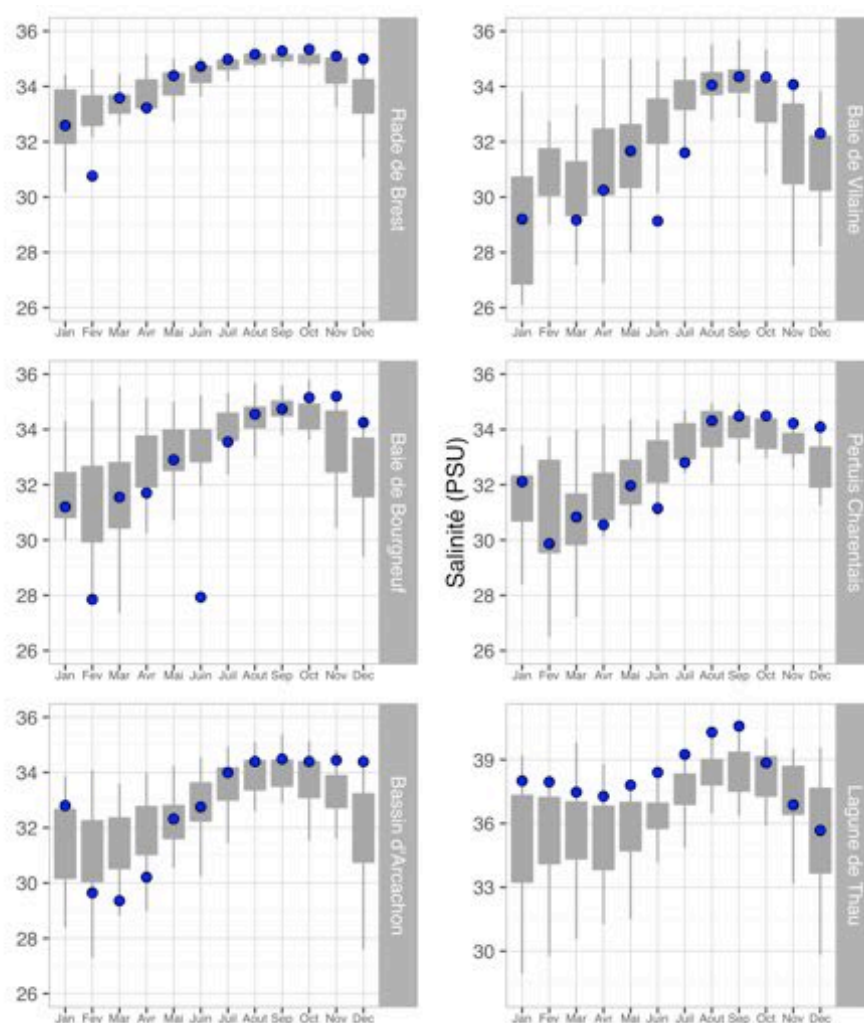 36
34
32
30
28
26
Jan Fev Mar Avr Mai Juin Juil Aout Sep Oct Nov Dec
Rade de Brest
36
34
32
30
28
26
Jan Fev Mar Avr Mai Juin Juil Aout Sep Oct Nov Dec
Baie de Vilaine
36
34
32
30
28
26
Jan Fev Mar Avr Mai Juin Juil Aout Sep Oct Nov Dec
Baie de Bourgneuf
Salinité (PSU)
36
34
32
30
28
26
Jan Fev Mar Avr Mai Juin Juil Aout Sep Oct Nov Dec
Pertuis Charentais
36
34
32
30
28
26
Jan Fev Mar Avr Mai Juin Juil Aout Sep Oct Nov Dec
Bassin d'Arcachon
39
36
33
30
Jan Fev Mar Avr Mai Juin Juil Aout Sep Oct Nov Dec
Lagune de Thau